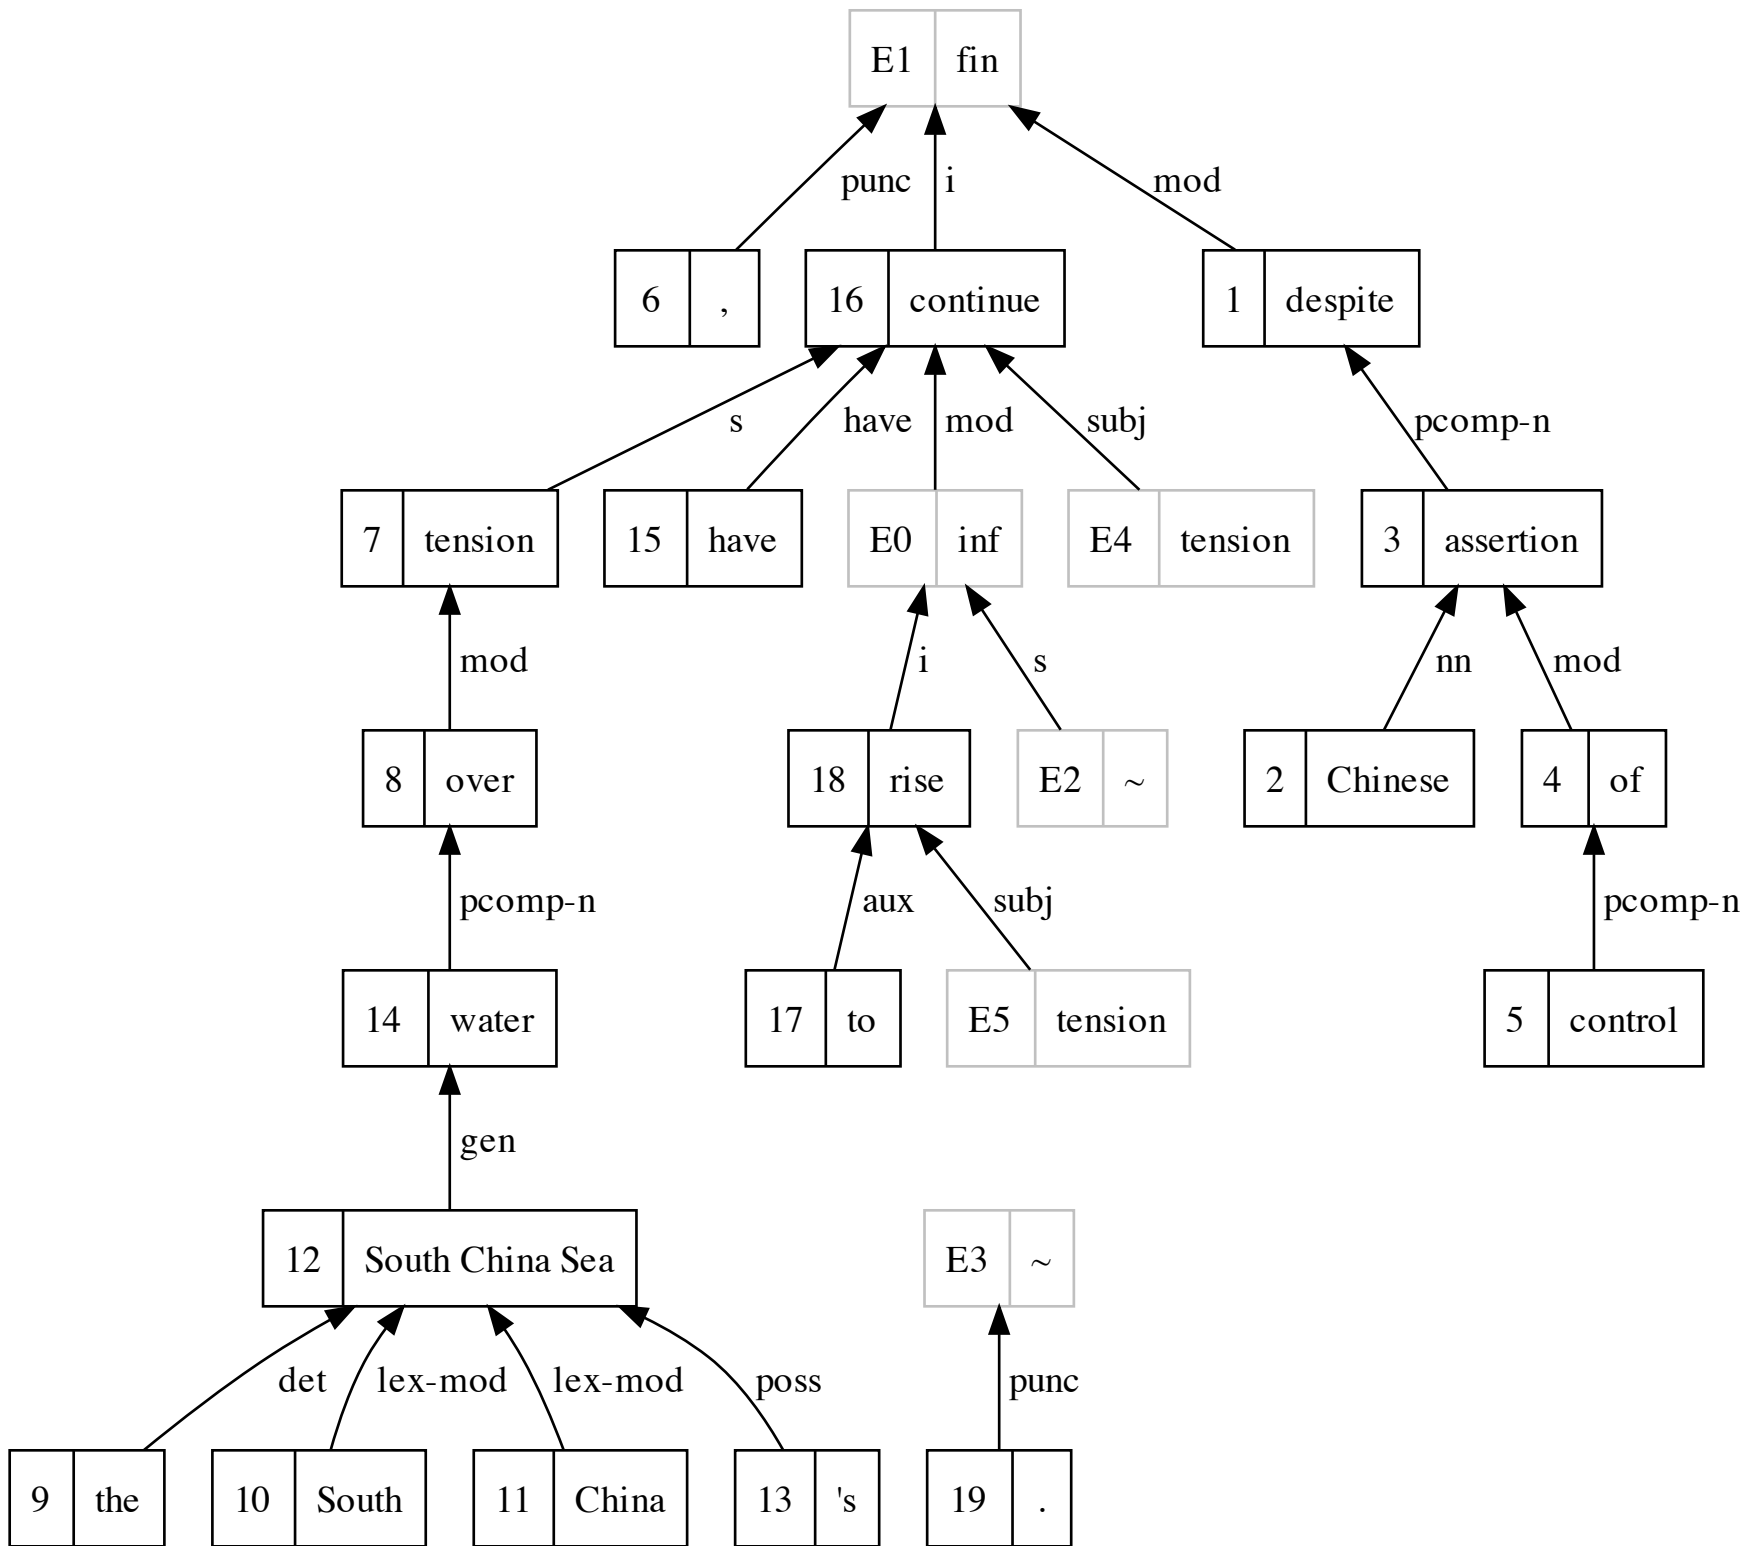 E1 fin
punc i mod
6 , 16 continue 1 despite
s have mod subj pcomp-n
7 tension 15 have E0 inf E4 tension 3 assertion
mod i s nn mod
8 over 18 rise E2 ~ 2 Chinese 4 of
pcomp-n aux subj pcomp-n
14 water 17 to E5 tension 5 control
gen
12 South China Sea E3 ~
det lex-mod lex-mod poss punc
9 the 10 South 11 China 13 's 19 .